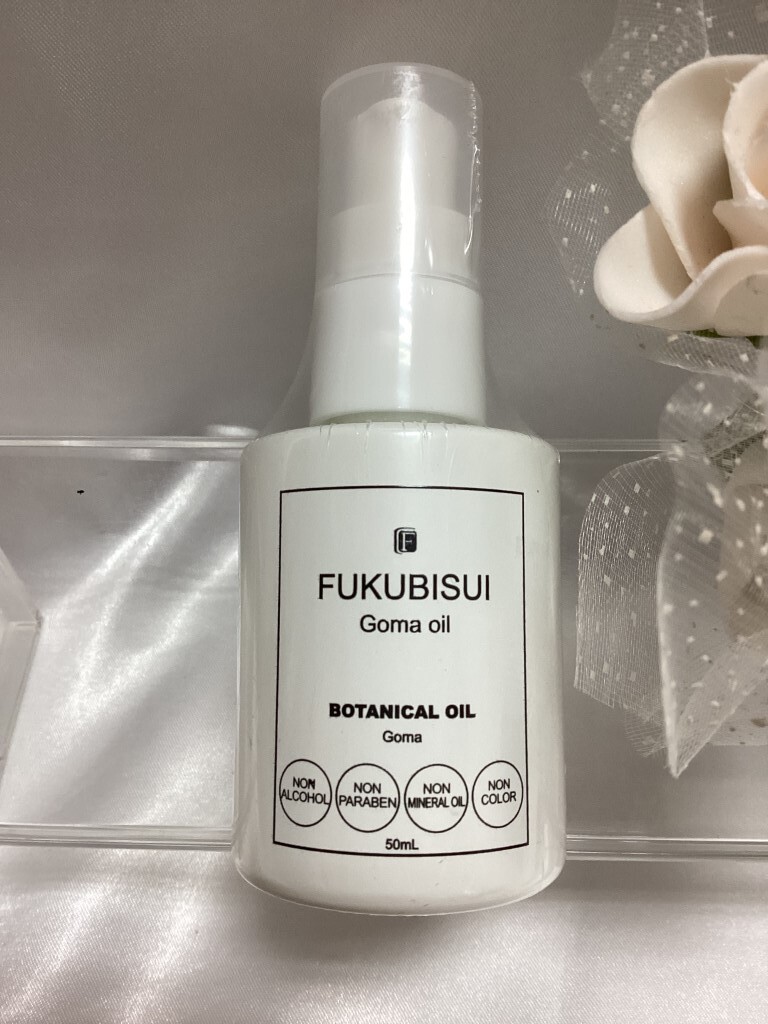 F
FUKUBISUI
Goma oil
BOTANICAL OIL
Goma
NON
ALCOHOL
NON
PARABEN
NON
MINERAL OIL
NON
COLOR
50mL